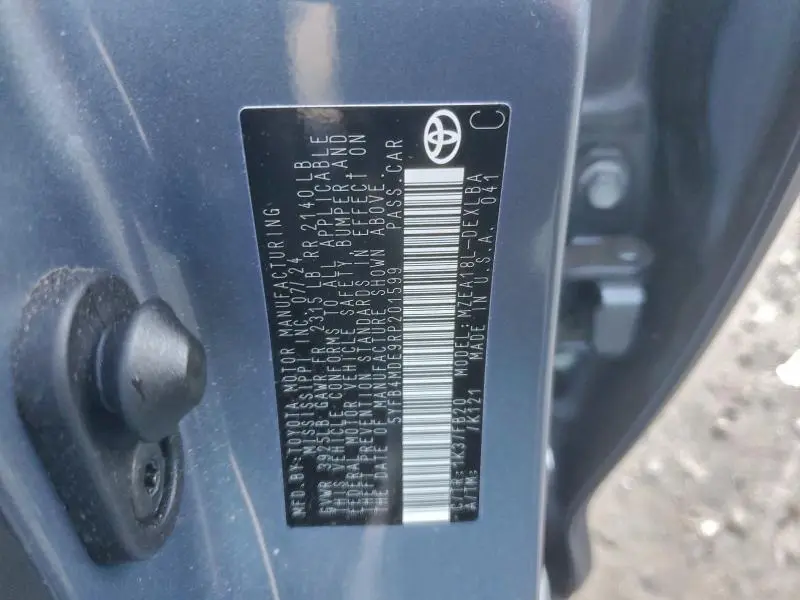 MFD.BY:TOYOTA MOTOR MANUFACTURING
MISSISSIPPI INC. 07/24
GVWR 3925LB GAWR FR 2315 LB RR 2140 LB
THIS VEHICLE CONFORMS TO ALL APPLICABLE
FEDERAL MOTOR VEHICLE SAFETY, BUMPER AND
THEFT PREVENTION STANDARDS IN EFFECT ON
THE DATE OF MANUFACTURE SHOWN ABOVE.
5YFB4MDE9RP201599 PASS.CAR
C/TR: 1K3/FB20 MODEL: MZEA18L-DEXLBA
A/TM: /K121 MADE IN U.S.A. 041
C